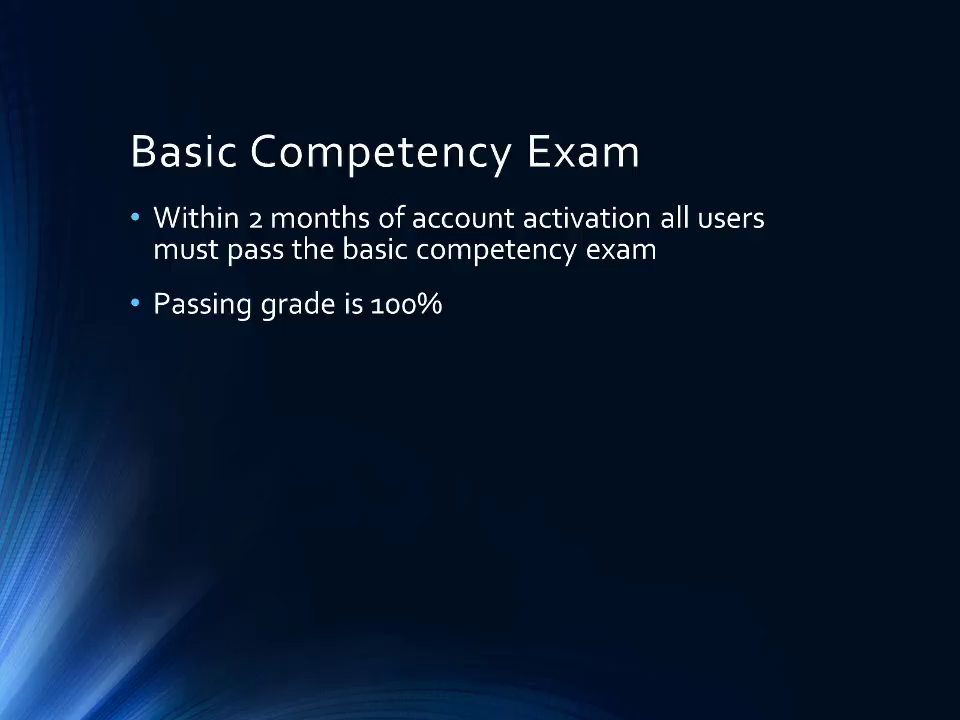 Basic Competency Exam
• Within 2 months of account activation all users
must pass the basic competency exam
• Passing grade is 100%